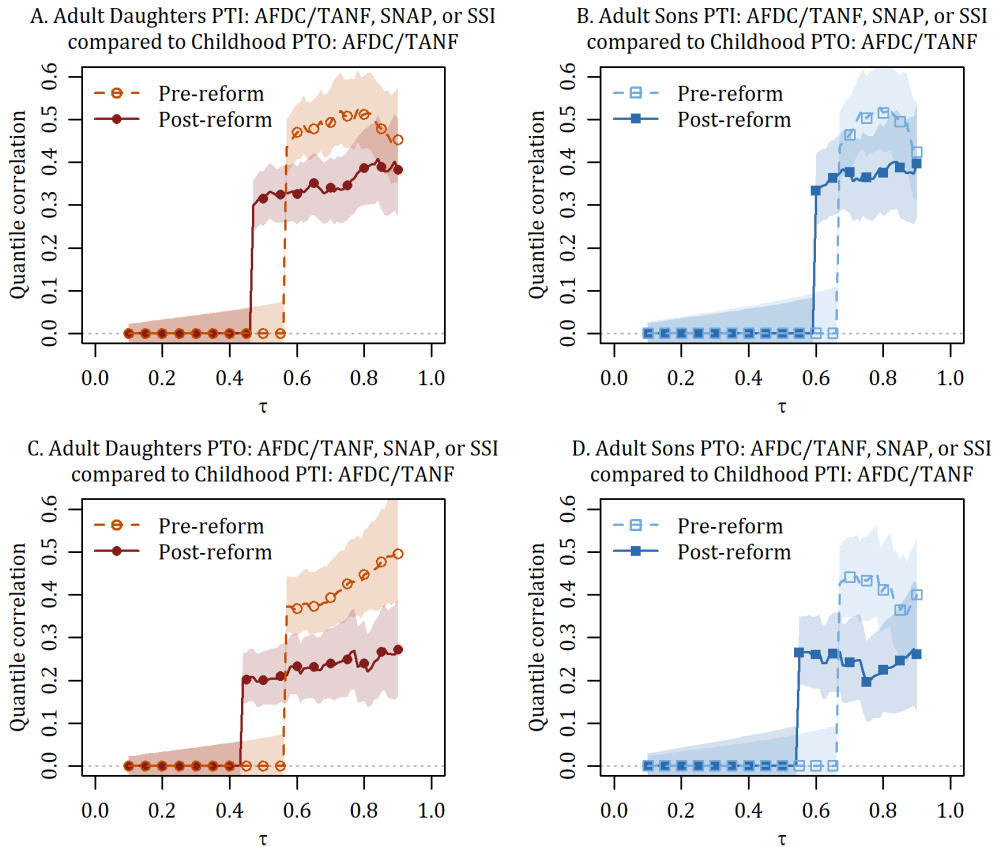 A. Adult Daughters PTI: AFDC/TANF, SNAP, or SSI
compared to Childhood PTO: AFDC/TANF
Quantile correlation
0.0 0.1 0.2 0.3 0.4 0.5 0.6
Pre-reform
Post-reform
0.0 0.2 0.4 0.6 0.8 1.0
τ
B. Adult Sons PTI: AFDC/TANF, SNAP, or SSI
compared to Childhood PTO: AFDC/TANF
Quantile correlation
0.0 0.1 0.2 0.3 0.4 0.5 0.6
Pre-reform
Post-reform
0.0 0.2 0.4 0.6 0.8 1.0
τ
C. Adult Daughters PTO: AFDC/TANF, SNAP, or SSI
compared to Childhood PTI: AFDC/TANF
Quantile correlation
0.0 0.1 0.2 0.3 0.4 0.5 0.6
Pre-reform
Post-reform
0.0 0.2 0.4 0.6 0.8 1.0
τ
D. Adult Sons PTO: AFDC/TANF, SNAP, or SSI
compared to Childhood PTI: AFDC/TANF
Quantile correlation
0.0 0.1 0.2 0.3 0.4 0.5 0.6
Pre-reform
Post-reform
0.0 0.2 0.4 0.6 0.8 1.0
τ